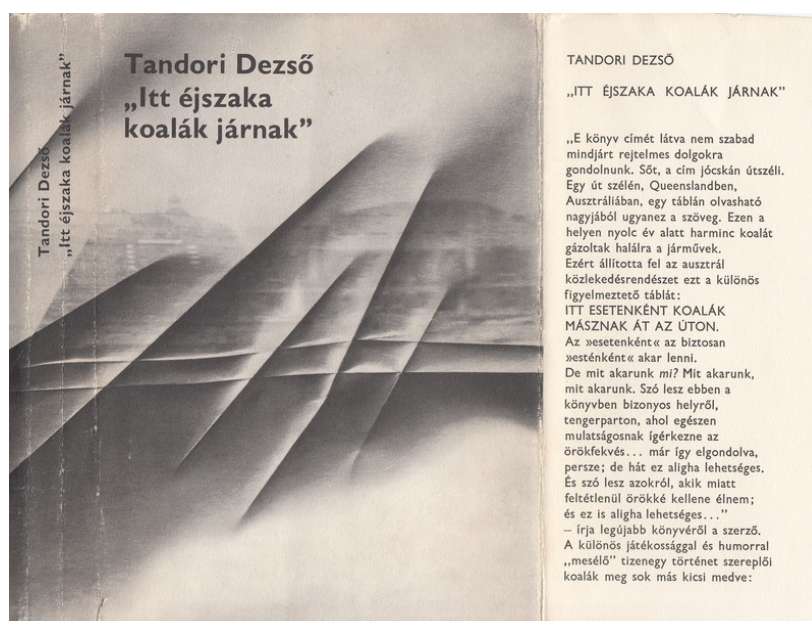 Tandori Dezső
„Itt éjszaka koalák járnak”
Tandori Dezső
„Itt éjszaka
koalák járnak”
TANDORI DEZSŐ
„ITT ÉJSZAKA KOALÁK JÁRNAK”
„E könyv címét látva nem szabad
mindjárt rejtelmes dolgokra
gondolnunk. Sőt, a cím jócskán útszéli.
Egy út szélén, Queenslandben,
Ausztráliában, egy táblán olvasható
nagyjából ugyanez a szöveg. Ezen a
helyen nyolc év alatt harminc koalát
gázoltak halálra a járművek.
Ezért állította fel az ausztrál
közlekedésrendészet ezt a különös
figyelmeztető táblát:
ITT ESETENKÉNT KOALÁK
MÁSZNAK ÁT AZ ÚTON.
Az »esetenként« az biztosan
»esténként« akar lenni.
De mit akarunk mi? Mit akarunk,
mit akarunk. Szó lesz ebben a
könyvben bizonyos helyről,
tengerparton, ahol egészen
mulatságosnak ígérkezne az
örökfekvés... már így elgondolva,
persze; de hát ez aligha lehetséges.
És szó lesz azokról, akik miatt
feltétlenül örökké kellene élnem;
és ez is aligha lehetséges...”
– írja legújabb könyvéről a szerző.
A különös játékossággal és humorral
„mesélő” tizenegy történet szereplői
koalák meg sok más kicsi medve: